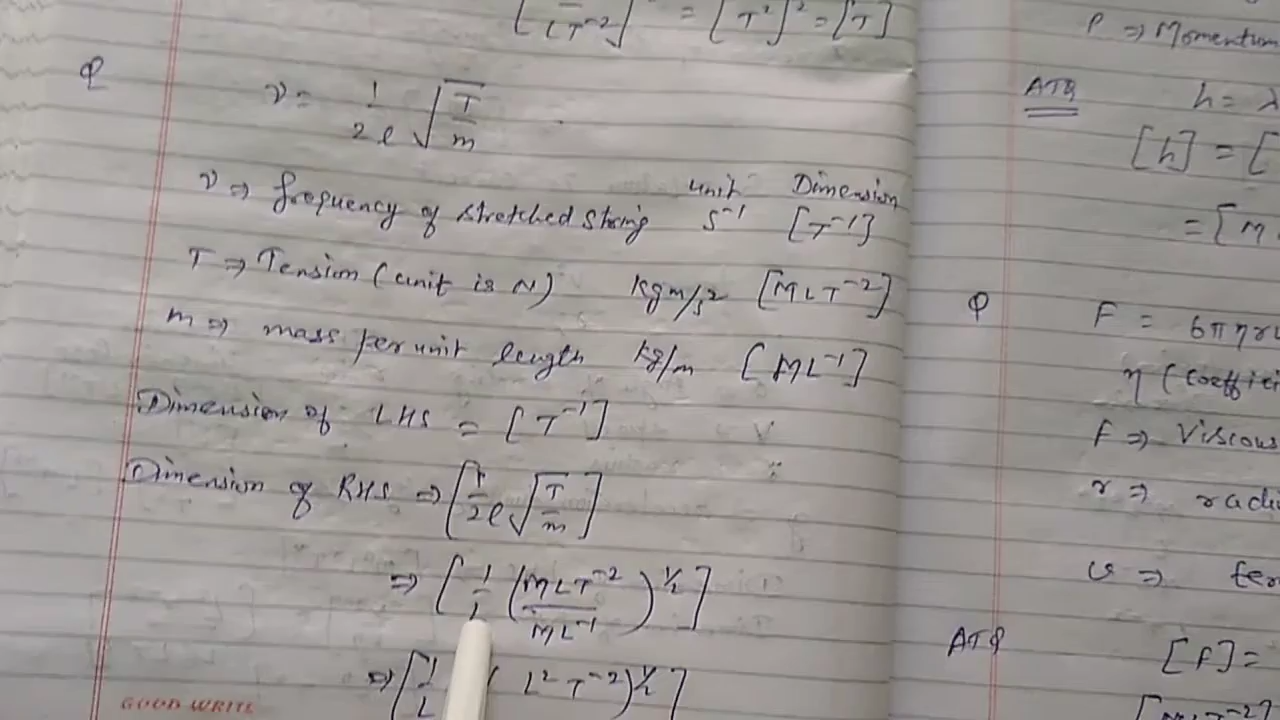 [ / (T⁻² ] = [T²]² = [T]
Q ν = 1/2l √T/m
unit Dimension
ν ⇒ frequency of stretched string s⁻¹ [T⁻¹]
T ⇒ Tension (unit is N) kgm/s² [MLT⁻²]
m ⇒ mass per unit length kg/m [ML⁻¹]
Dimension of LHS = [T⁻¹]
Dimension of RHS ⇒ [1/2l √T/m]
⇒ [1/L (MLT⁻²/ML⁻¹)^½]
⇒ [1/L (L²T⁻²)^½]
GOOD WRITE
P ⇒ Momentum
ATQ h = λ
[h] = [
= [M
Q F = 6πηr
η (Coeffici
F ⇒ Viscous
r ⇒ radiu
v ⇒ ter
ATQ [F] =